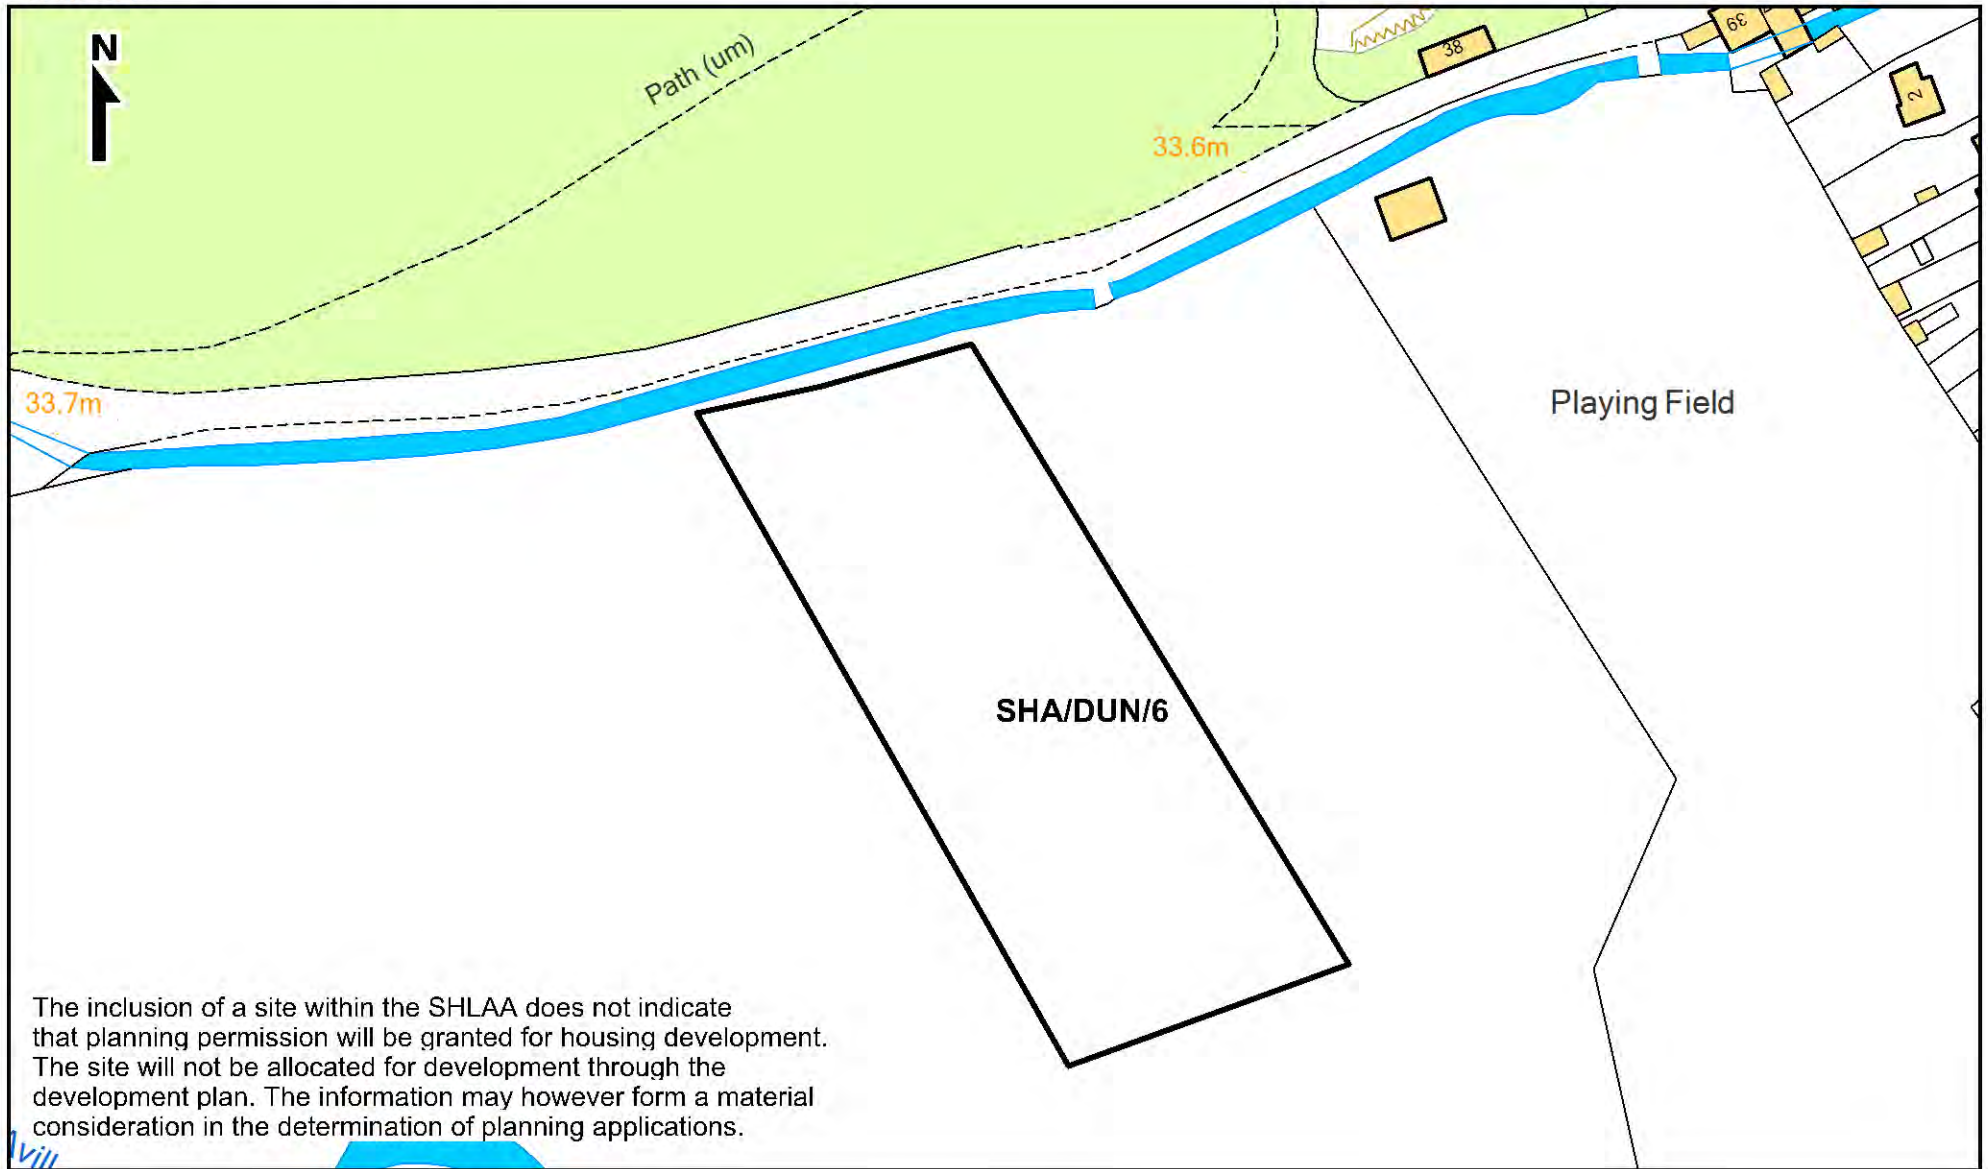 N
Path (um)
38
39
2
33.6m
33.7m
Playing Field
SHA/DUN/6
The inclusion of a site within the SHLAA does not indicate
that planning permission will be granted for housing development.
The site will not be allocated for development through the
development plan. The information may however form a material
consideration in the determination of planning applications.